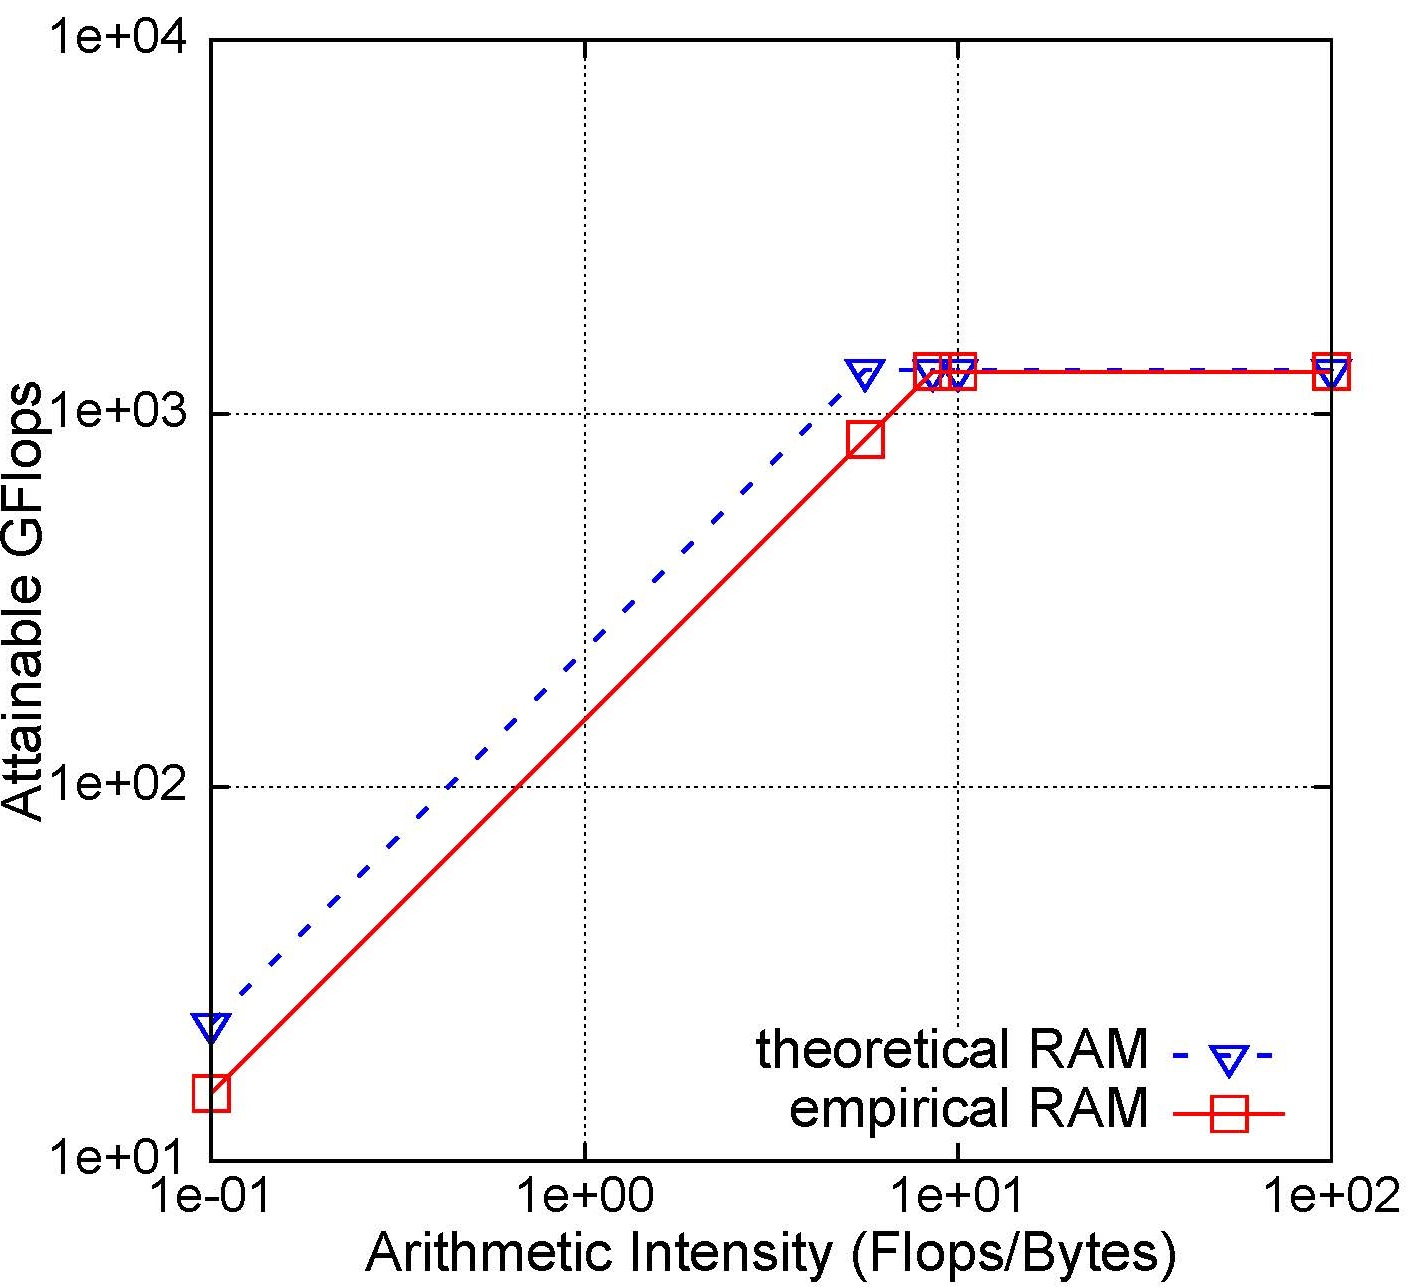 1e+04
1e+03
1e+02
1e+01
Attainable GFlops
theoretical RAM
empirical RAM
1e-01 1e+00 1e+01 1e+02
Arithmetic Intensity (Flops/Bytes)